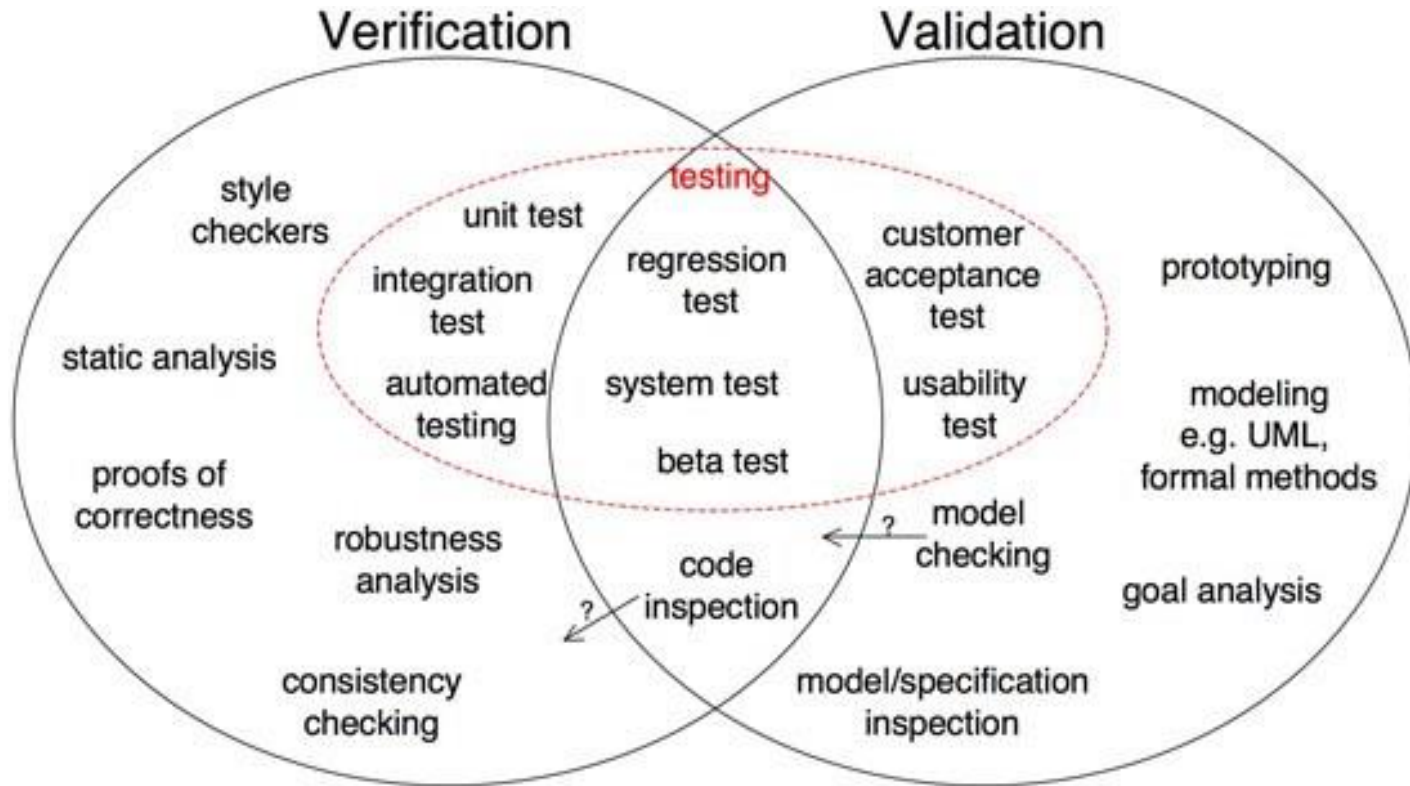 Verification
Validation
testing
style
checkers
unit test
integration
test
automated
testing
static analysis
proofs of
correctness
robustness
analysis
consistency
checking
regression
test
system test
beta test
code
inspection
?
customer
acceptance
test
usability
test
?
model
checking
model/specification
inspection
prototyping
modeling
e.g. UML,
formal methods
goal analysis